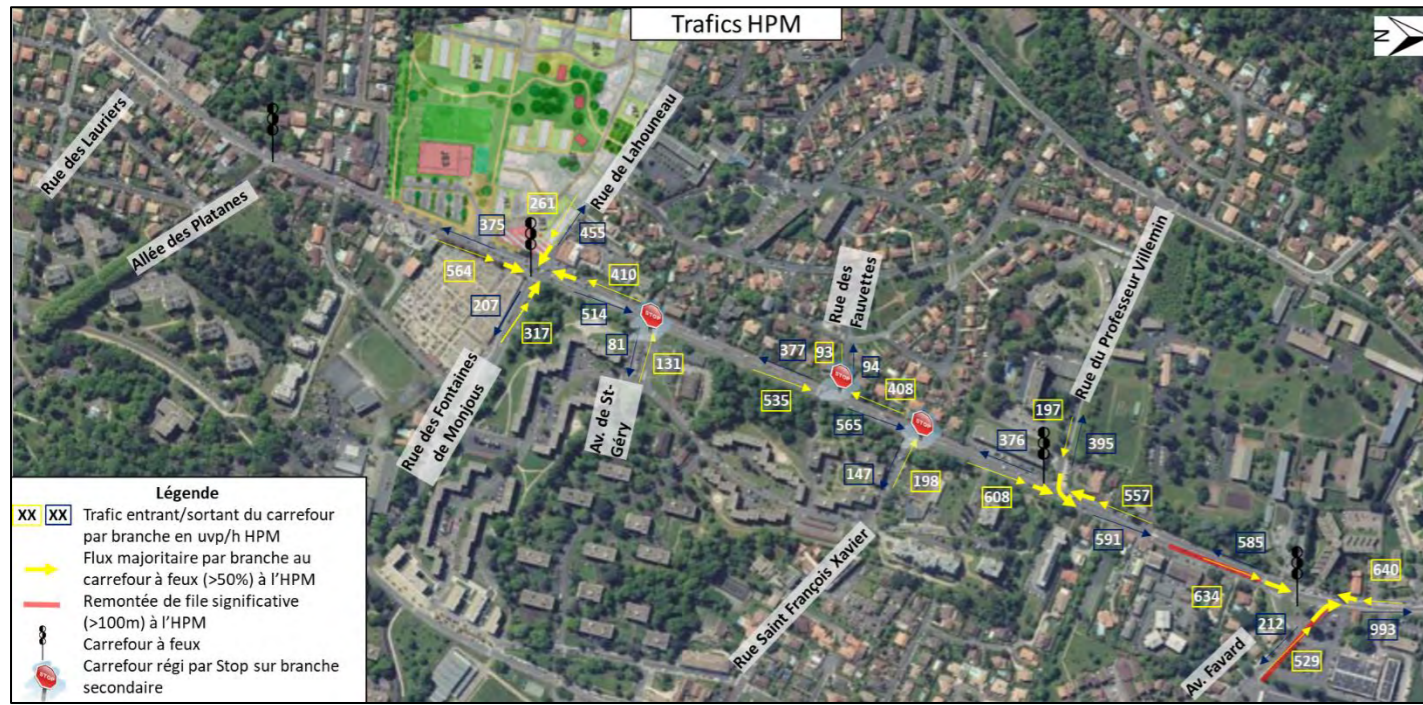 Trafics HPM
N
Rue des Lauriers
Allée des Platanes
Rue de Lahouneau
261
375
455
564
410
207
317
514
STOP
81
131
Rue des Fontaines
de Monjous
Av. de St-
Géry
Rue des
Fauvettes
377
93
94
STOP
535
408
565
STOP
147
198
Rue Saint François Xavier
Rue du Professeur Villemin
197
376
395
608
557
591
585
634
640
212
993
529
Av. Favard
Légende
XX XX Trafic entrant/sortant du carrefour
par branche en uvp/h HPM
Flux majoritaire par branche au
carrefour à feux (>50%) à l’HPM
Remontée de file significative
(>100m) à l’HPM
Carrefour à feux
STOP Carrefour régi par Stop sur branche
secondaire